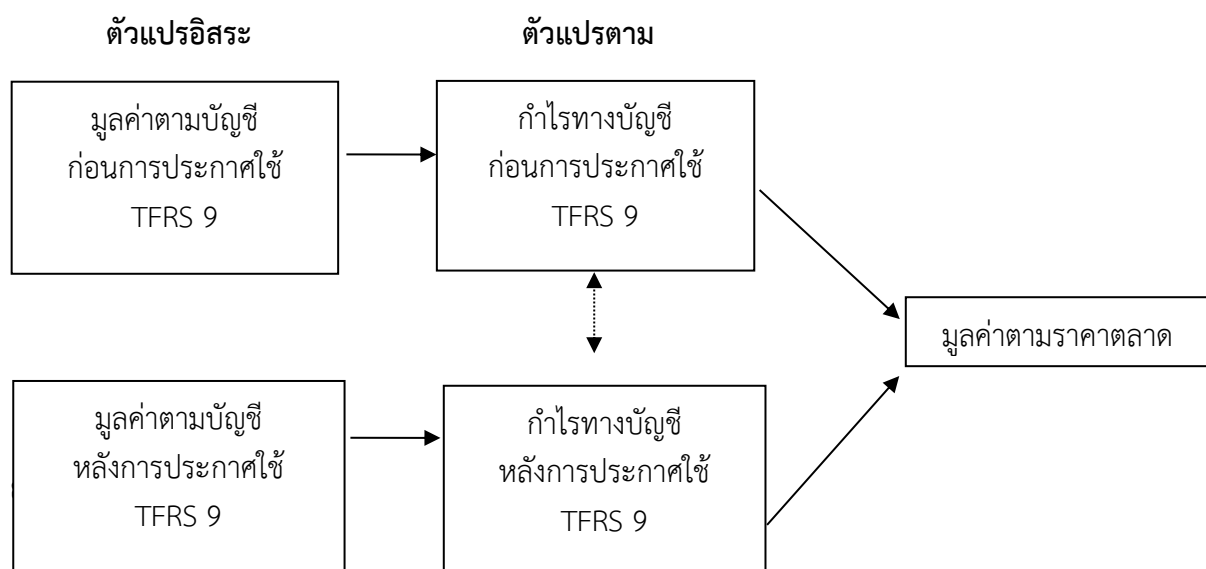 ตัวแปรอิสระ
ตัวแปรตาม
มูลค่าตามบัญชี
ก่อนการประกาศใช้
TFRS 9
กำไรทางบัญชี
ก่อนการประกาศใช้
TFRS 9
มูลค่าตามราคาตลาด
มูลค่าตามบัญชี
หลังการประกาศใช้
TFRS 9
กำไรทางบัญชี
หลังการประกาศใช้
TFRS 9